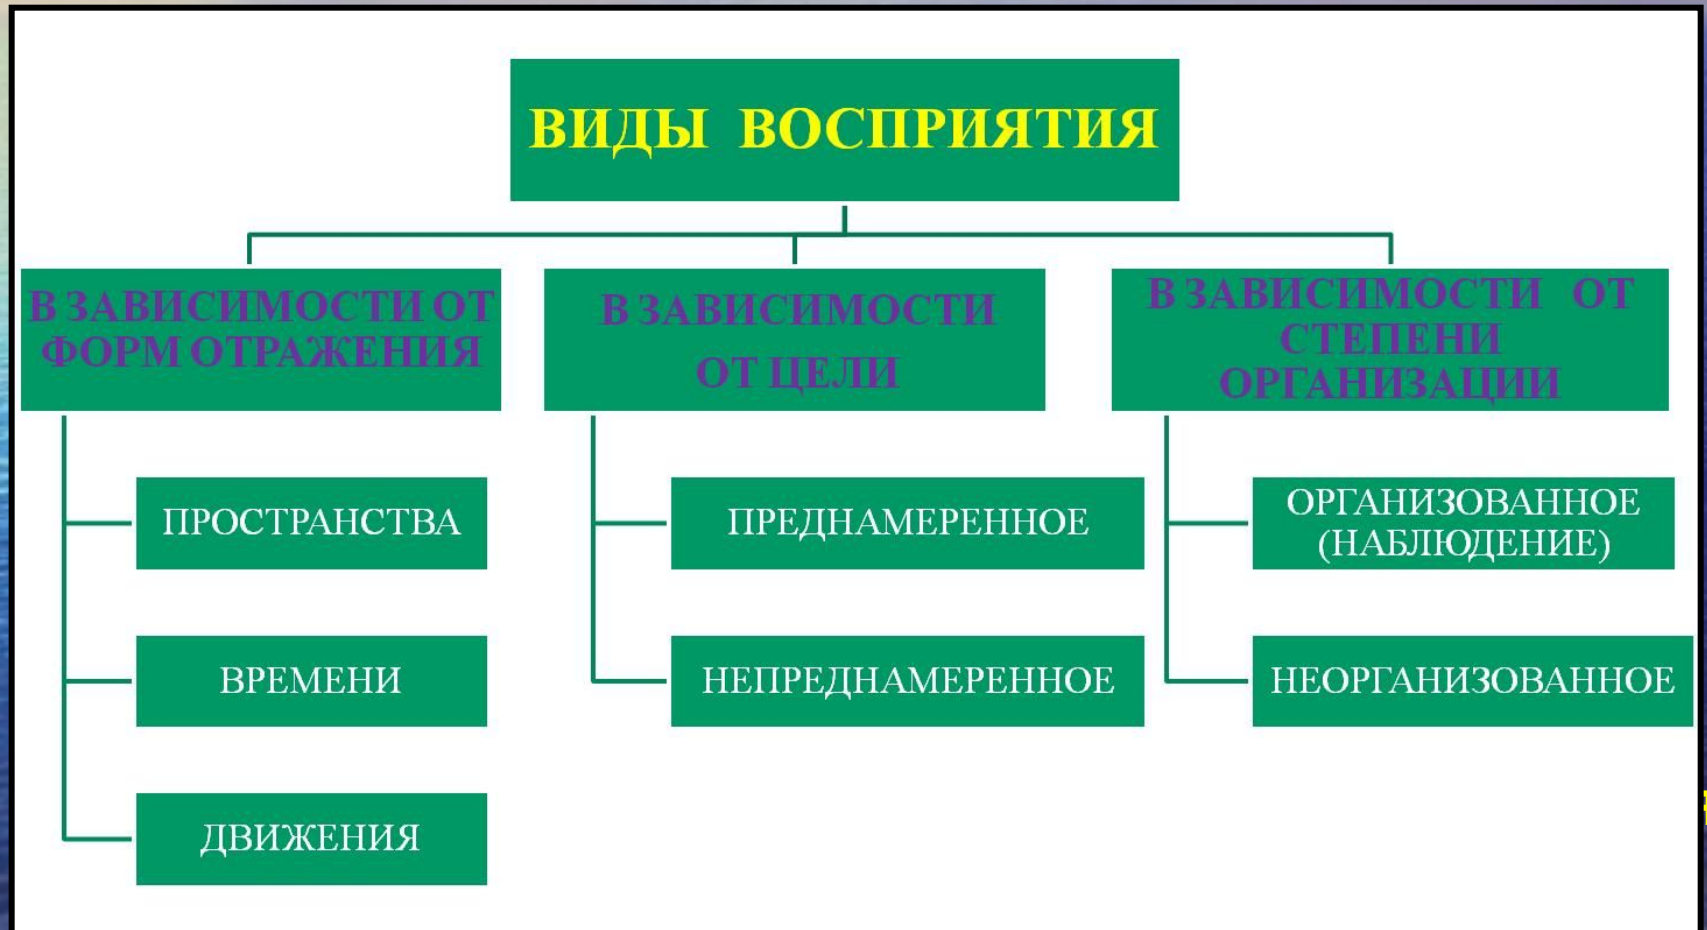 ВИДЫ ВОСПРИЯТИЯ
В ЗАВИСИМОСТИ ОТ
ФОРМ ОТРАЖЕНИЯ
ПРОСТРАНСТВА
ВРЕМЕНИ
ДВИЖЕНИЯ
В ЗАВИСИМОСТИ
ОТ ЦЕЛИ
ПРЕДНАМЕРЕННОЕ
НЕПРЕДНАМЕРЕННОЕ
В ЗАВИСИМОСТИ ОТ
СТЕПЕНИ
ОРГАНИЗАЦИИ
ОРГАНИЗОВАННОЕ
(НАБЛЮДЕНИЕ)
НЕОРГАНИЗОВАННОЕ